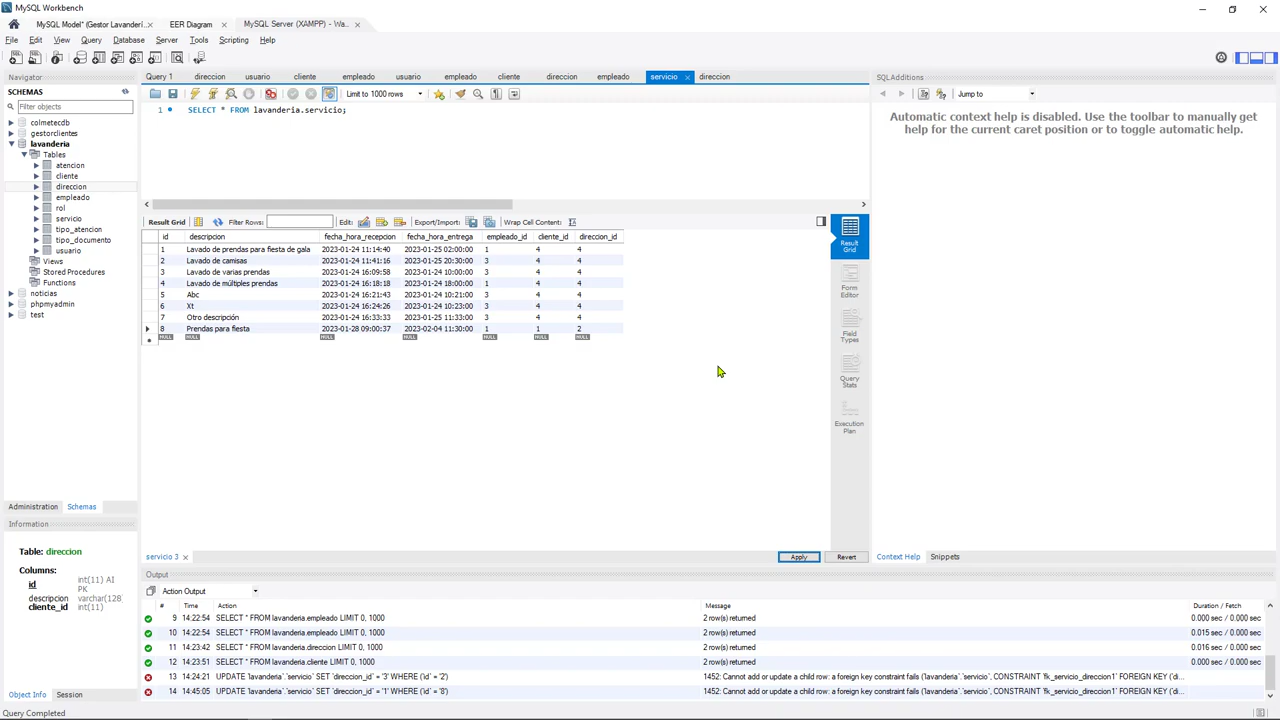 MySQL Workbench
MySQL Model* (Gestor Lavanderi...
EER Diagram
MySQL Server (XAMPP) - Wa...
File Edit View Query Database Server Tools Scripting Help
Navigator
SCHEMAS
Filter objects
colmetecdb
gestorclientes
lavanderia
Tables
atencion
cliente
direccion
empleado
rol
servicio
tipo_atencion
tipo_documento
usuario
Views
Stored Procedures
Functions
noticias
phpmyadmin
test
Administration Schemas
Information
Table: direccion
Columns:
id int(11) AI PK
descripcion varchar(128)
cliente_id int(11)
Object Info Session
Query 1 direccion usuario cliente empleado usuario empleado cliente direccion empleado servicio direccion
Limit to 1000 rows
1 SELECT * FROM lavanderia.servicio;
Result Grid Filter Rows: Edit: Export/Import: Wrap Cell Content:
id descripcion fecha_hora_recepcion fecha_hora_entrega empleado_id cliente_id direccion_id
1 Lavado de prendas para fiesta de gala 2023-01-24 11:14:40 2023-01-25 02:00:00 1 4 4
2 Lavado de camisas 2023-01-24 11:41:16 2023-01-25 20:30:00 3 4 4
3 Lavado de varias prendas 2023-01-24 16:09:58 2023-01-24 10:00:00 3 4 4
4 Lavado de múltiples prendas 2023-01-24 16:18:18 2023-01-24 18:00:00 1 4 4
5 Abc 2023-01-24 16:21:43 2023-01-24 10:21:00 3 4 4
6 Xt 2023-01-24 16:24:26 2023-01-24 10:23:00 3 4 4
7 Otro descripción 2023-01-24 16:33:33 2023-01-25 11:33:00 3 4 4
8 Prendas para fiesta 2023-01-28 09:00:37 2023-02-04 11:30:00 1 1 2
NULL NULL NULL NULL NULL NULL NULL
Result Grid
Form Editor
Field Types
Query Stats
Execution Plan
servicio 3
Apply Revert
SQLAdditions
Jump to
Automatic context help is disabled. Use the toolbar to manually get
help for the current caret position or to toggle automatic help.
Context Help Snippets
Output
Action Output
# Time Action Message Duration / Fetch
9 14:22:54 SELECT * FROM lavanderia.empleado LIMIT 0, 1000 2 row(s) returned 0.000 sec / 0.000 sec
10 14:22:54 SELECT * FROM lavanderia.empleado LIMIT 0, 1000 2 row(s) returned 0.015 sec / 0.000 sec
11 14:23:42 SELECT * FROM lavanderia.direccion LIMIT 0, 1000 2 row(s) returned 0.016 sec / 0.000 sec
12 14:23:51 SELECT * FROM lavanderia.cliente LIMIT 0, 1000 2 row(s) returned 0.000 sec / 0.000 sec
13 14:24:21 UPDATE `lavanderia`.`servicio` SET `direccion_id` = '3' WHERE (`id` = '2') 1452: Cannot add or update a child row: a foreign key constraint fails (`lavanderia`.`servicio`, CONSTRAINT `fk_servicio_direccion1` FOREIGN KEY (`di...
14 14:45:05 UPDATE `lavanderia`.`servicio` SET `direccion_id` = '1' WHERE (`id` = '8') 1452: Cannot add or update a child row: a foreign key constraint fails (`lavanderia`.`servicio`, CONSTRAINT `fk_servicio_direccion1` FOREIGN KEY (`di...
Query Completed